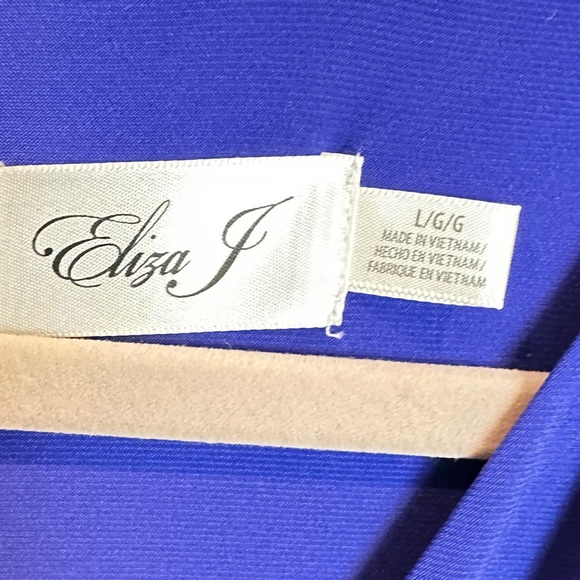 Eliza J
L/G/G
MADE IN VIETNAM/
HECHO EN VIETNAM/
FABRIQUE EN VIETNAM